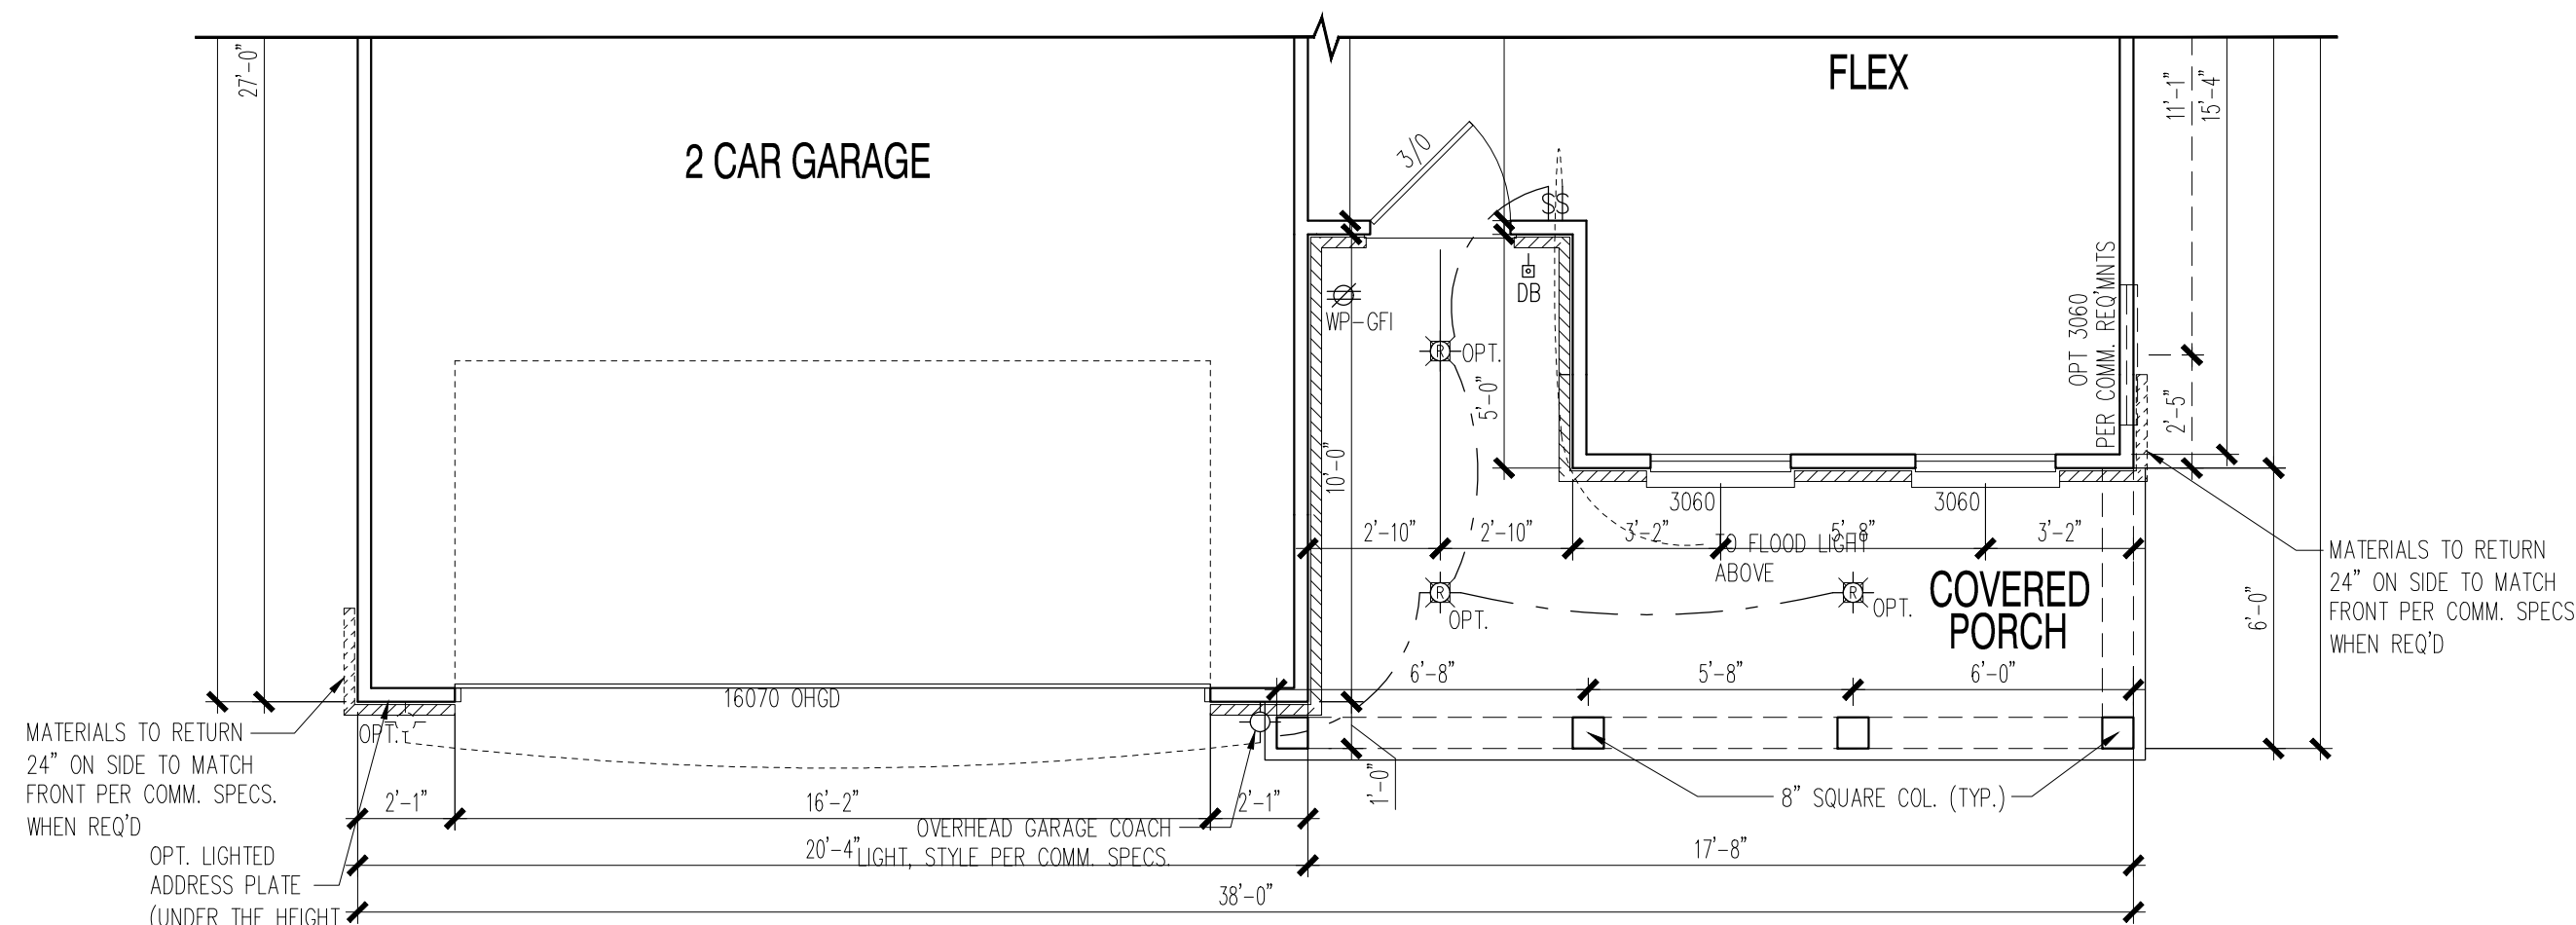 27'-0"
2 CAR GARAGE
FLEX
11'-1"
15'-4"
3/0
SS
DB
WP-GFI
OPT.
5'-0"
10'-0"
OPT 3060
PER COMM. REQ'MNTS
2'-5"
3060
3060
2'-10"
2'-10"
3'-2"
5'-8"
3'-2"
TO FLOOD LIGHT
ABOVE
COVERED
PORCH
R
R
R
OPT.
OPT.
6'-0"
MATERIALS TO RETURN
24" ON SIDE TO MATCH
FRONT PER COMM. SPECS
WHEN REQ'D
6'-8"
5'-8"
6'-0"
16070 OHGD
MATERIALS TO RETURN
24" ON SIDE TO MATCH
FRONT PER COMM. SPECS.
WHEN REQ'D
OPT.
2'-1"
16'-2"
2'-1"
1'-0"
8" SQUARE COL. (TYP.)
OVERHEAD GARAGE COACH
LIGHT, STYLE PER COMM. SPECS.
20'-4"
17'-8"
OPT. LIGHTED
ADDRESS PLATE
(UNDER THE HEIGHT
38'-0"